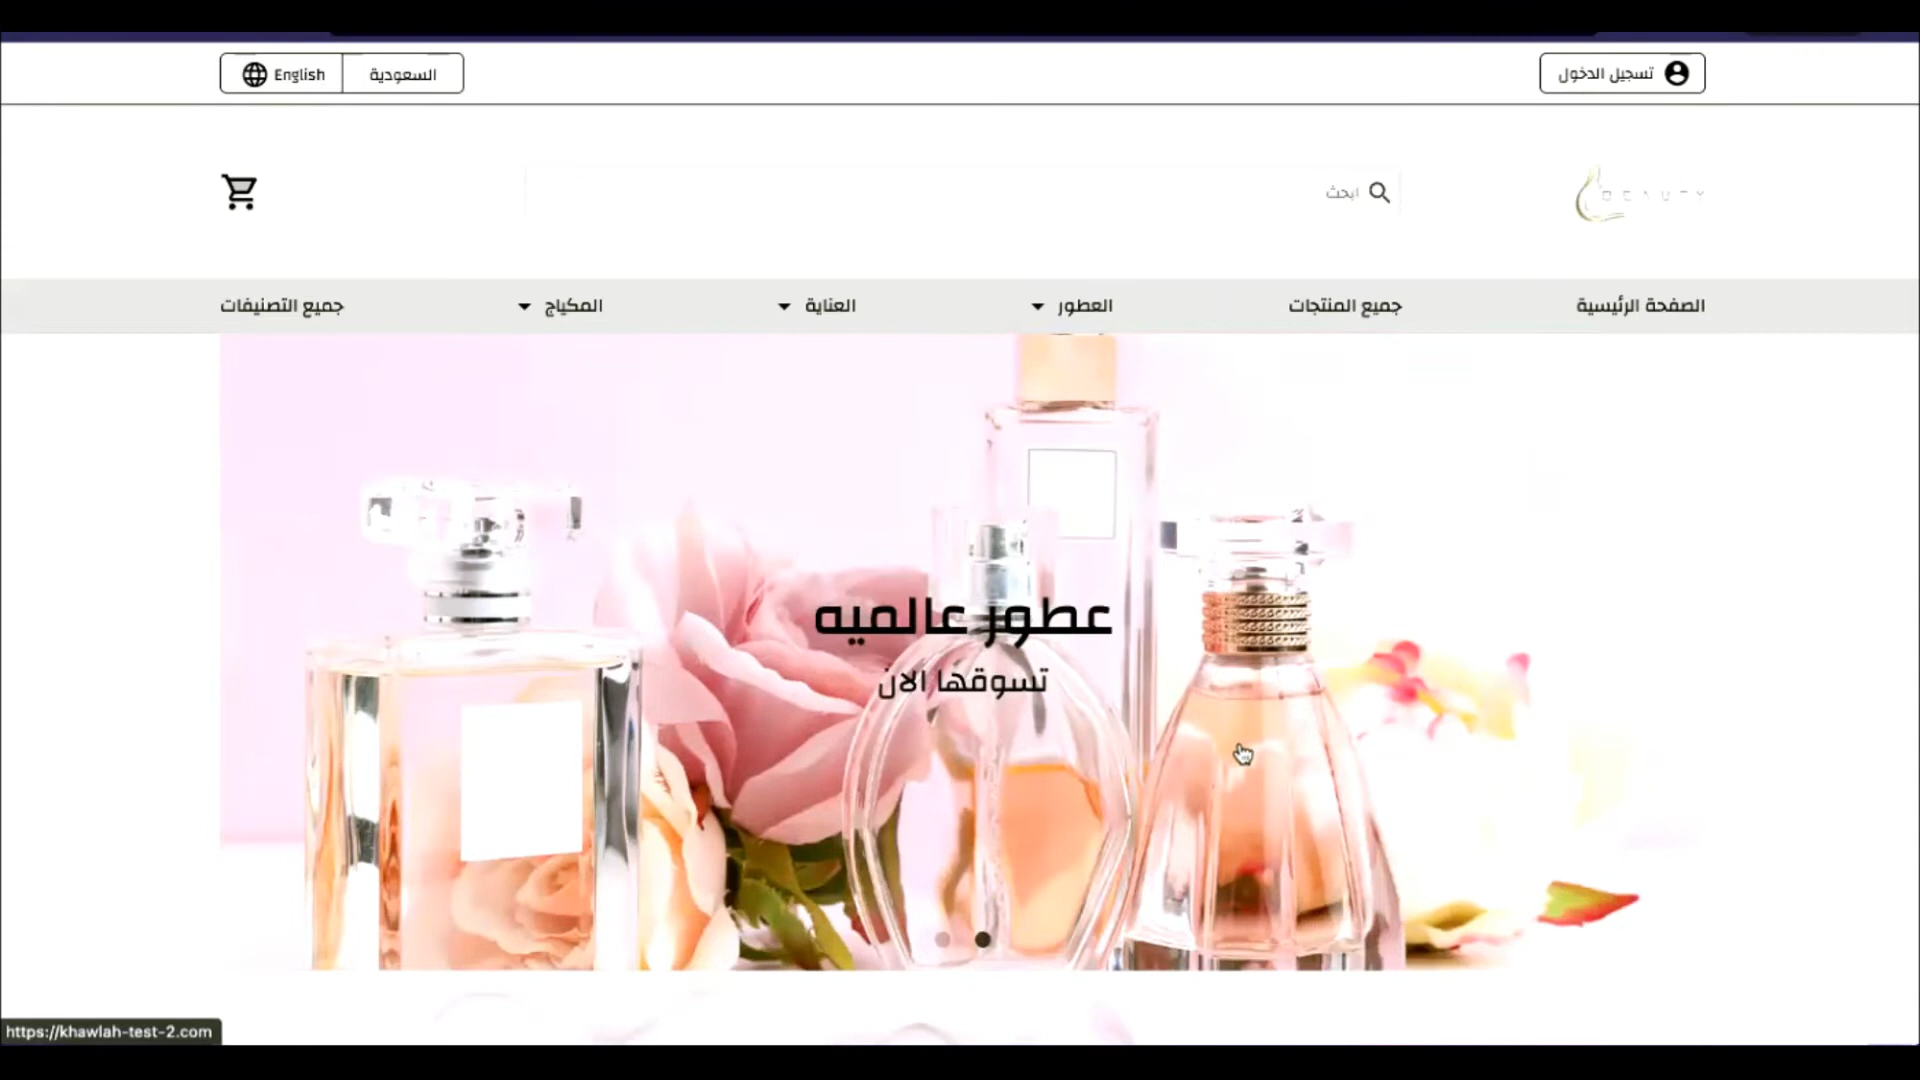 تسجيل الدخول
السعودية
English
BEAUTY
ابحث
الصفحة الرئيسية
جميع المنتجات
العطور
العناية
المكياج
جميع التصنيفات
عطور عالميه
تسوقها الان
https://khawlah-test-2.com